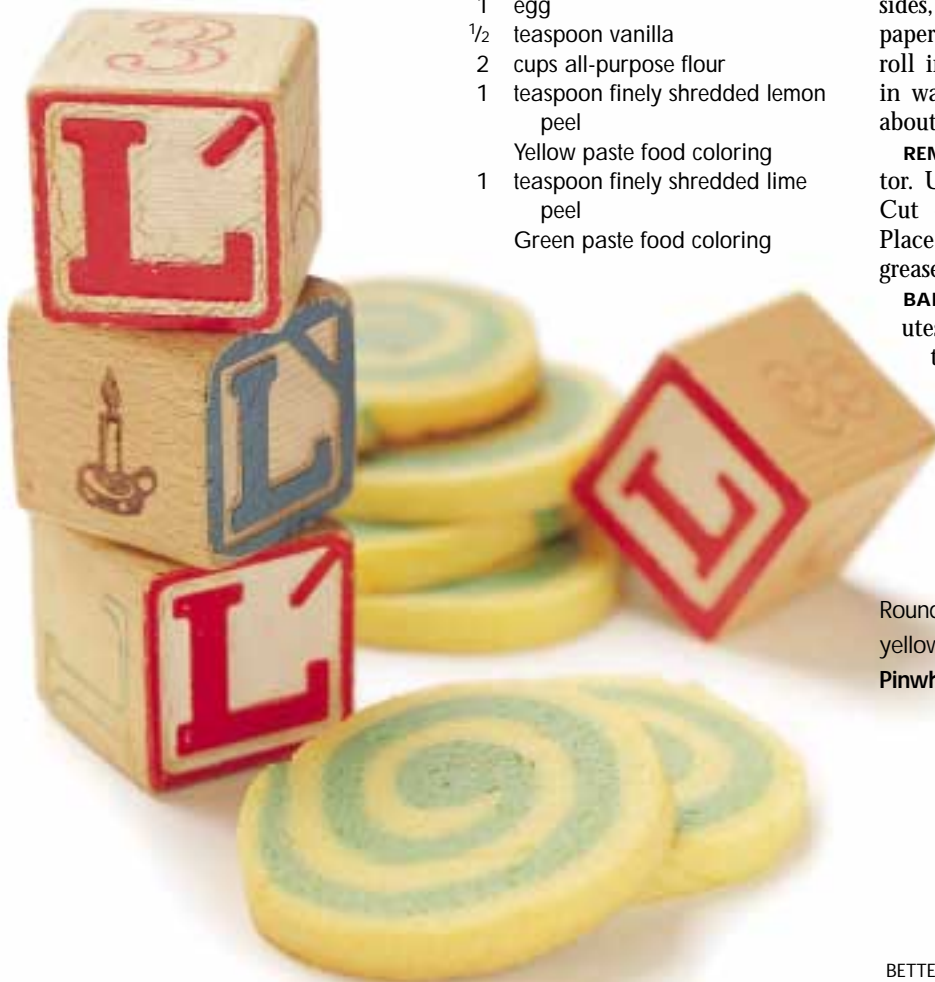 1 egg
1/2 teaspoon vanilla
2 cups all-purpose flour
1 teaspoon finely shredded lemon
peel
Yellow paste food coloring
1 teaspoon finely shredded lime
peel
Green paste food coloring
sides,
paper
roll i
in wa
about
RE
tor. U
Cut
Place
grease
BA
utes
t
Round
yellow
Pinwh
BETTE
3
L
L
L
L